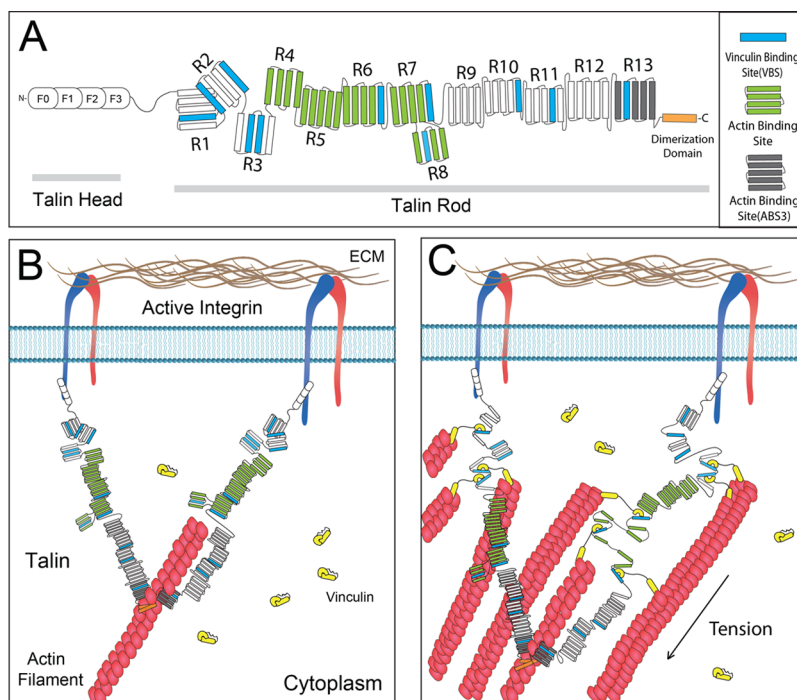 A
N-
F0 F1 F2 F3
R1
R2
R3
R4
R5
R6
R7
R8
R9
R10
R11
R12
R13
-C
Dimerization
Domain
Talin Head
Talin Rod
Vinculin Binding
Site(VBS)
Actin Binding
Site
Actin Binding
Site(ABS3)
B
ECM
Active Integrin
Talin
Vinculin
Actin
Filament
Cytoplasm
C
Tension